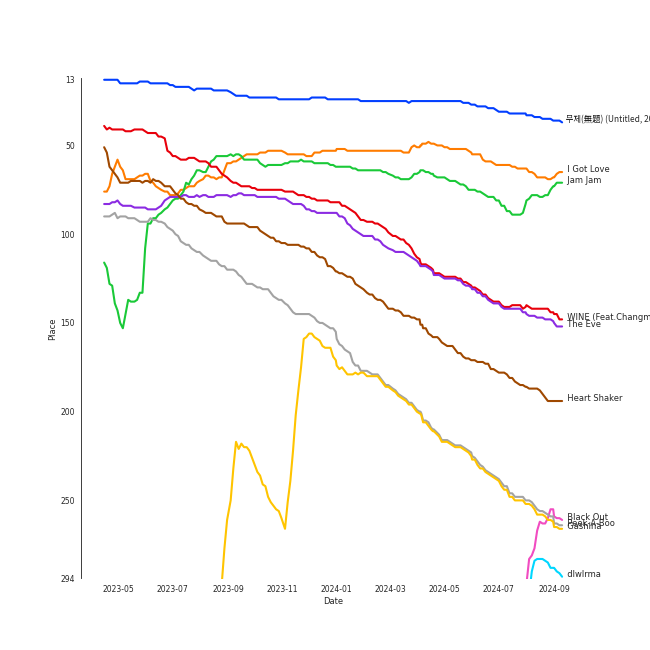 13
50
100
150
200
250
294
Place
2023-05
2023-07
2023-09
2023-11
2024-01
2024-03
2024-05
2024-07
2024-09
Date
무제(無題) (Untitled, 20
I Got Love
Jam Jam
WINE (Feat.Changm
The Eve
Heart Shaker
Black Out
Peek-A-Boo
Gashina
dlwlrma